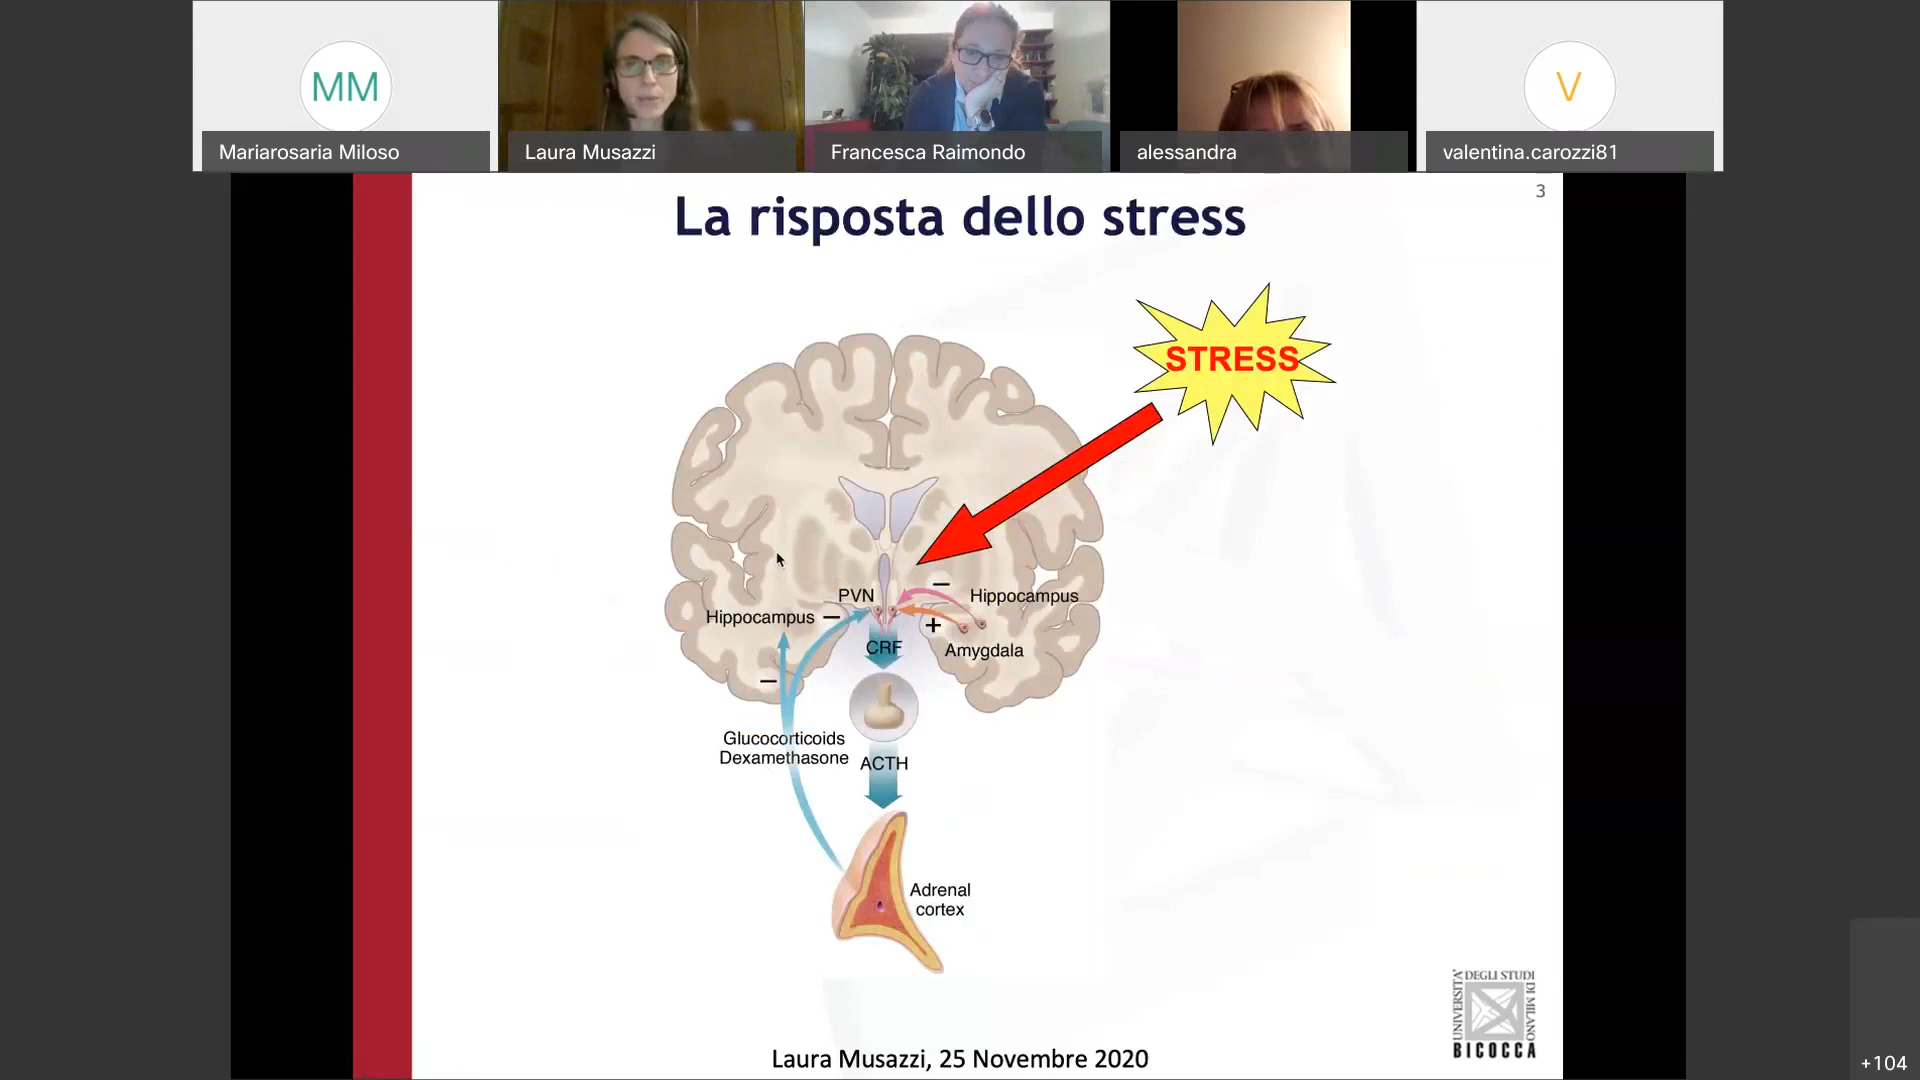 MM
Mariarosaria Miloso
Laura Musazzi
Francesca Raimondo
alessandra
V
valentina.carozzi81
3
La risposta dello stress
STRESS
PVN
−
Hippocampus
Hippocampus
−
+
CRF
Amygdala
−
Glucocorticoids
Dexamethasone
ACTH
Adrenal
cortex
UNIVERSITA'
DEGLI STUDI
DI MILANO
BICOCCA
Laura Musazzi, 25 Novembre 2020
+104